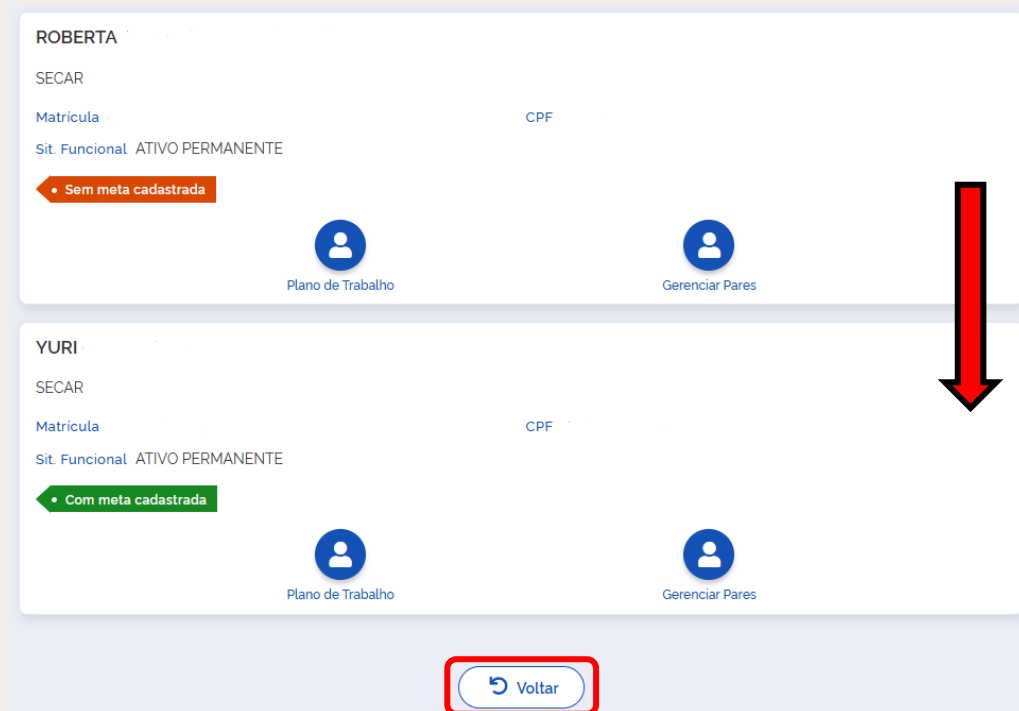 ROBERTA
SECAR
Matrícula
CPF
Sit. Funcional ATIVO PERMANENTE
Sem meta cadastrada
Plano de Trabalho
Gerenciar Pares
YURI
SECAR
Matrícula
CPF
Sit. Funcional ATIVO PERMANENTE
Com meta cadastrada
Plano de Trabalho
Gerenciar Pares
Voltar